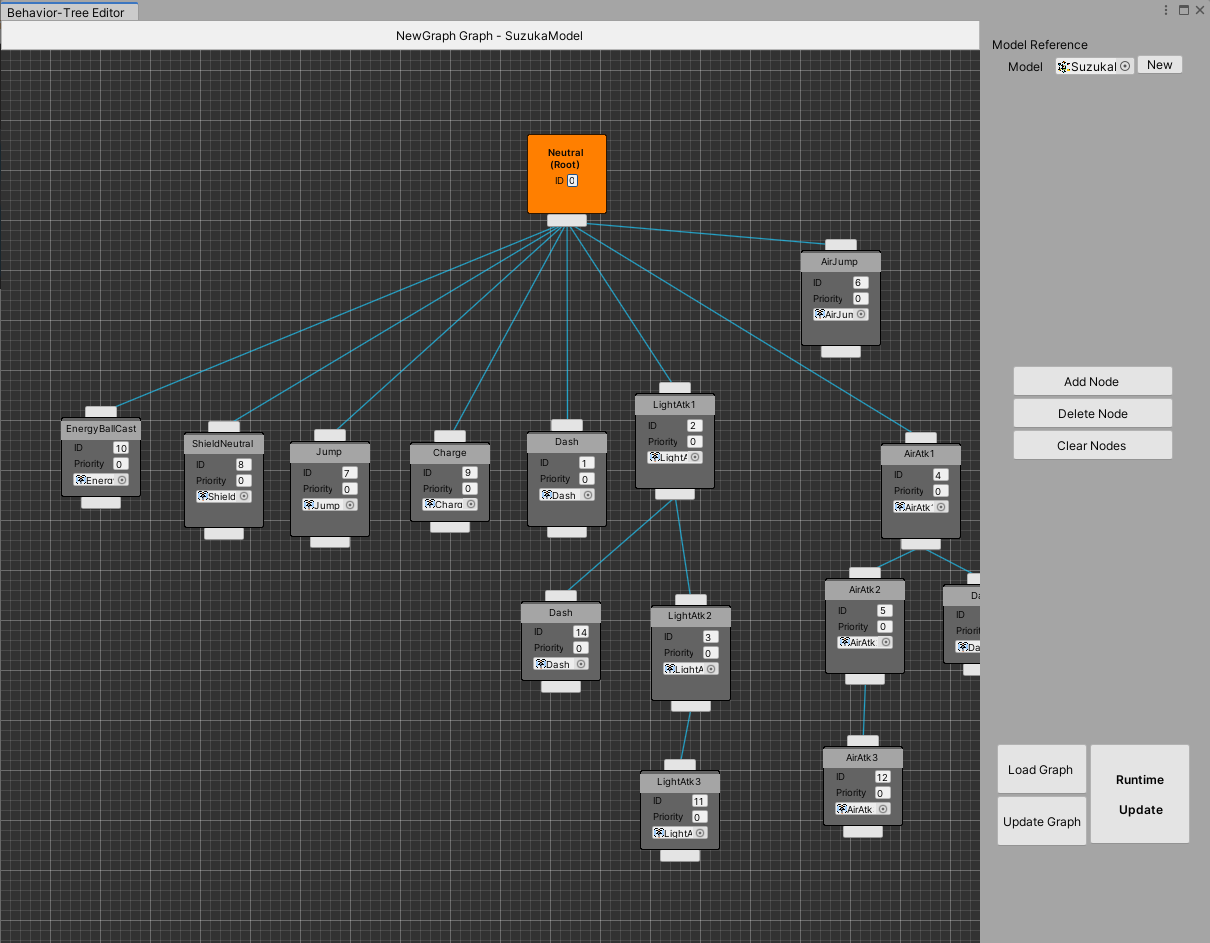 Behavior-Tree Editor
NewGraph Graph - SuzukaModel
Model Reference
Model
SuzukaI
New
Neutral
(Root)
ID 0
AirJump
ID 6
Priority 0
AirJun
EnergyBallCast
ID 10
Priority 0
Energ
ShieldNeutral
ID 8
Priority 0
Shield
Jump
ID 7
Priority 0
Jump
Charge
ID 9
Priority 0
Charg
Dash
ID 1
Priority 0
Dash
LightAtk1
ID 2
Priority 0
LightA
AirAtk1
ID 4
Priority 0
AirAtk
Add Node
Delete Node
Clear Nodes
Dash
ID 14
Priority 0
Dash
LightAtk2
ID 3
Priority 0
LightA
AirAtk2
ID 5
Priority 0
AirAtk
Da
ID
Priority
Da
LightAtk3
ID 11
Priority 0
LightA
AirAtk3
ID 12
Priority 0
AirAtk
Load Graph
Update Graph
Runtime
Update